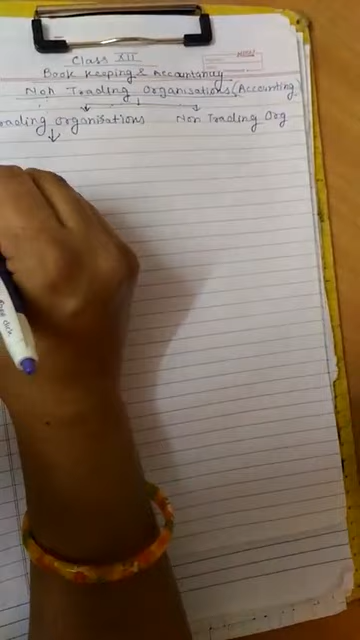 Class XII
Book Keeping & Accountancy
Non Trading Organisations (Accounting
rading Organisations Non Trading Org